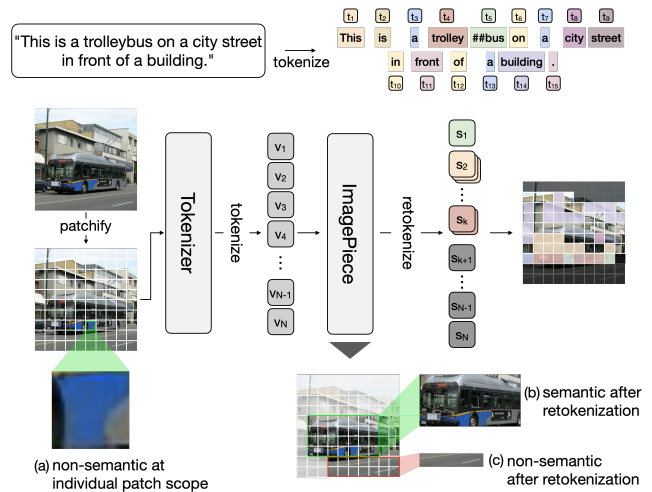 "This is a trolleybus on a city street
in front of a building."
tokenize
t1 t2 t3 t4 t5 t6 t7 t8 t9
This is a trolley ##bus on a city street
in front of a building .
t10 t11 t12 t13 t14 t15
patchify
Tokenizer
tokenize
v1
v2
v3
v4
⋮
vN-1
vN
ImagePiece
retokenize
s1
s2
⋮
sk
sk+1
⋮
sN-1
sN
(a) non-semantic at
individual patch scope
(b) semantic after
retokenization
(c) non-semantic
after retokenization